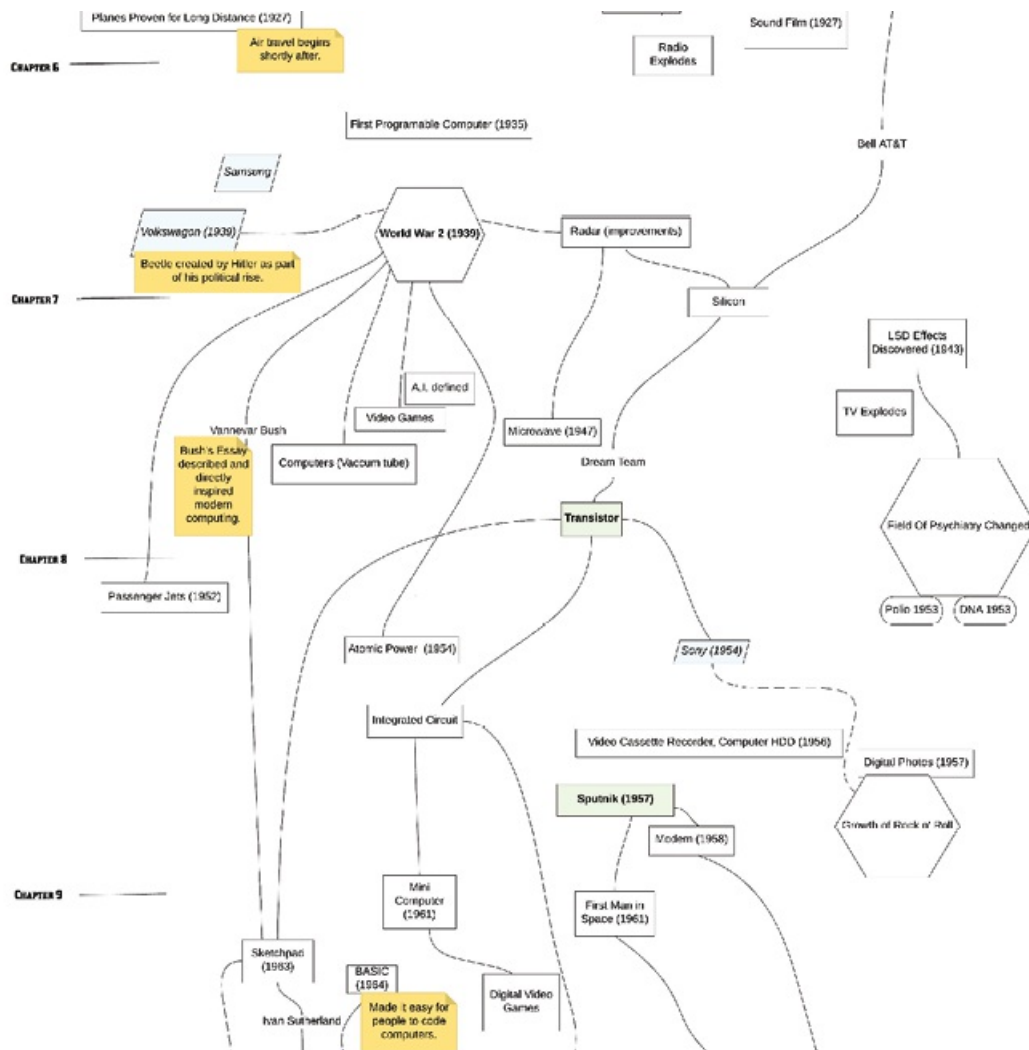 Planes Proven for Long Distance (1927)
Air travel begins
shortly after.
Sound Film (1927)
Radio
Explodes
CHAPTER 6
First Programable Computer (1935)
Bell AT&T
Samsung
Volkswagon (1939)
World War 2 (1939)
Radar (improvements)
Beetle created by Hitler as part
of his political rise.
CHAPTER 7
Silicon
LSD Effects
Discovered (1943)
A.I. defined
Video Games
TV Explodes
Vannevar Bush
Microwave (1947)
Bush's Essay
described and
directly
inspired
modern
computing.
Computers (Vaccum tube)
Dream Team
Transistor
Field Of Psychiatry Changed
CHAPTER 8
Passenger Jets (1952)
Polio 1953
DNA 1953
Atomic Power (1954)
Sony (1954)
Integrated Circuit
Video Cassette Recorder, Computer HDD (1956)
Digital Photos (1957)
Sputnik (1957)
Growth of Rock n' Roll
Modem (1958)
CHAPTER 9
Mini
Computer
(1961)
First Man in
Space (1961)
Sketchpad
(1963)
BASIC
(1964)
Digital Video
Games
Ivan Sutherland
Made it easy for
people to code
computers.